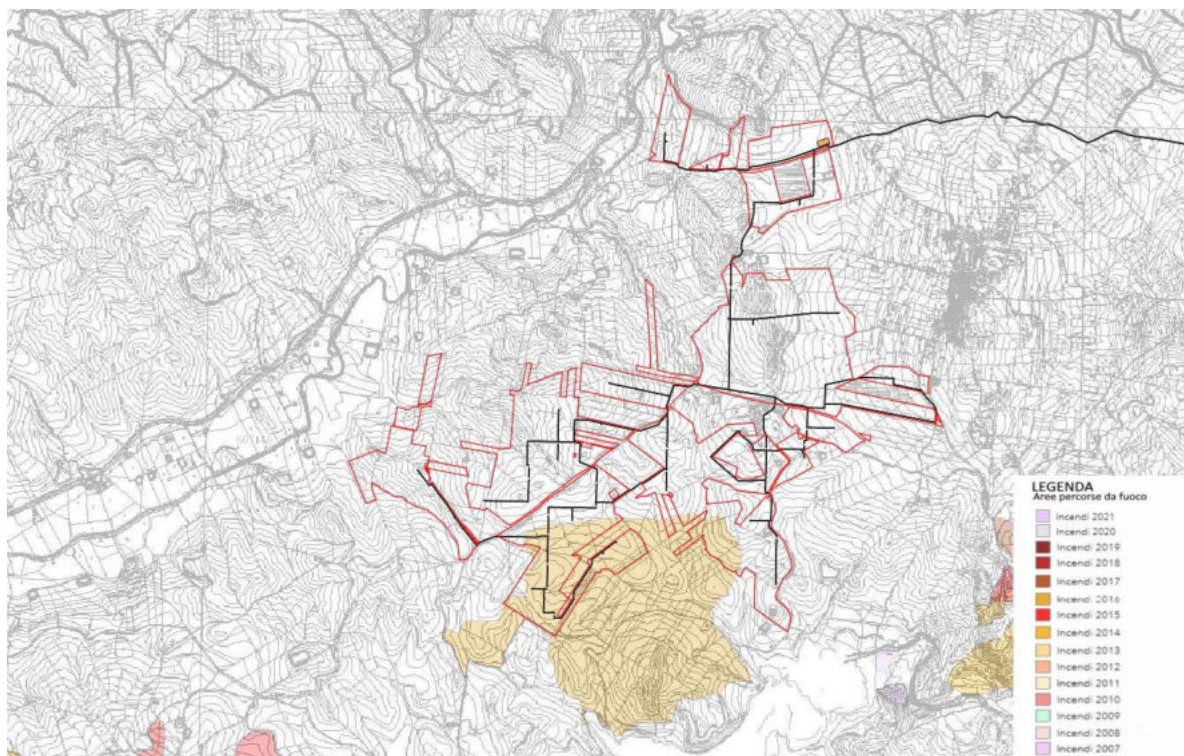 LEGENDA
Aree percorse da fuoco
Incendi 2021
Incendi 2020
Incendi 2019
Incendi 2018
Incendi 2017
Incendi 2016
Incendi 2015
Incendi 2014
Incendi 2013
Incendi 2012
Incendi 2011
Incendi 2010
Incendi 2009
Incendi 2008
Incendi 2007